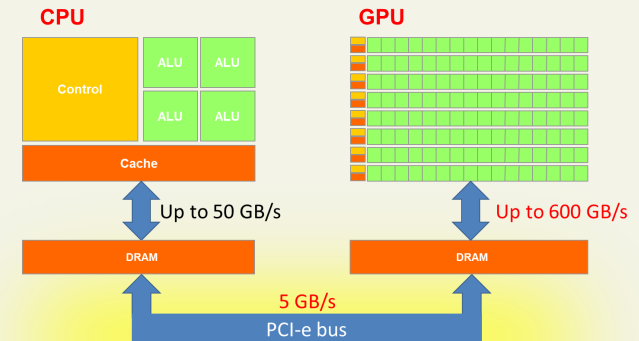 CPU
GPU
Control
ALU
ALU
ALU
ALU
Cache
Up to 50 GB/s
Up to 600 GB/s
DRAM
DRAM
5 GB/s
PCI-e bus